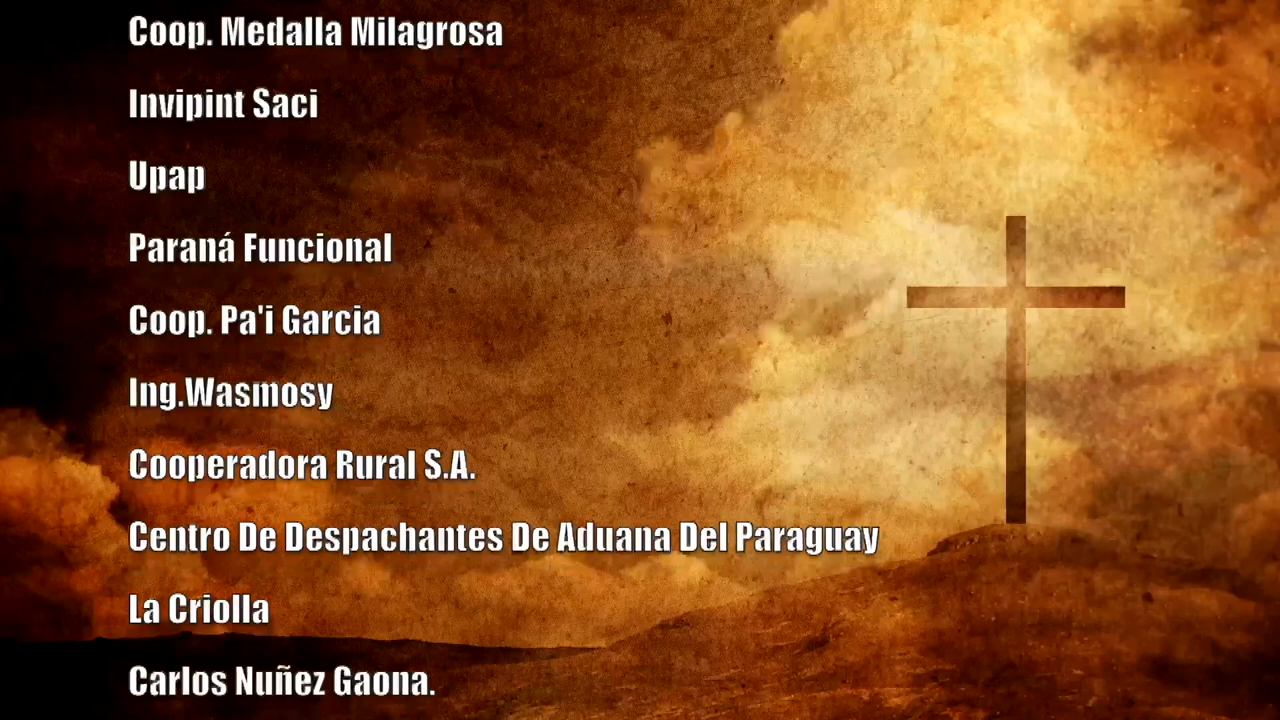 Coop. Medalla Milagrosa
Invipint Saci
Upap
Paraná Funcional
Coop. Pa'i Garcia
Ing.Wasmosy
Cooperadora Rural S.A.
Centro De Despachantes De Aduana Del Paraguay
La Criolla
Carlos Nuñez Gaona.